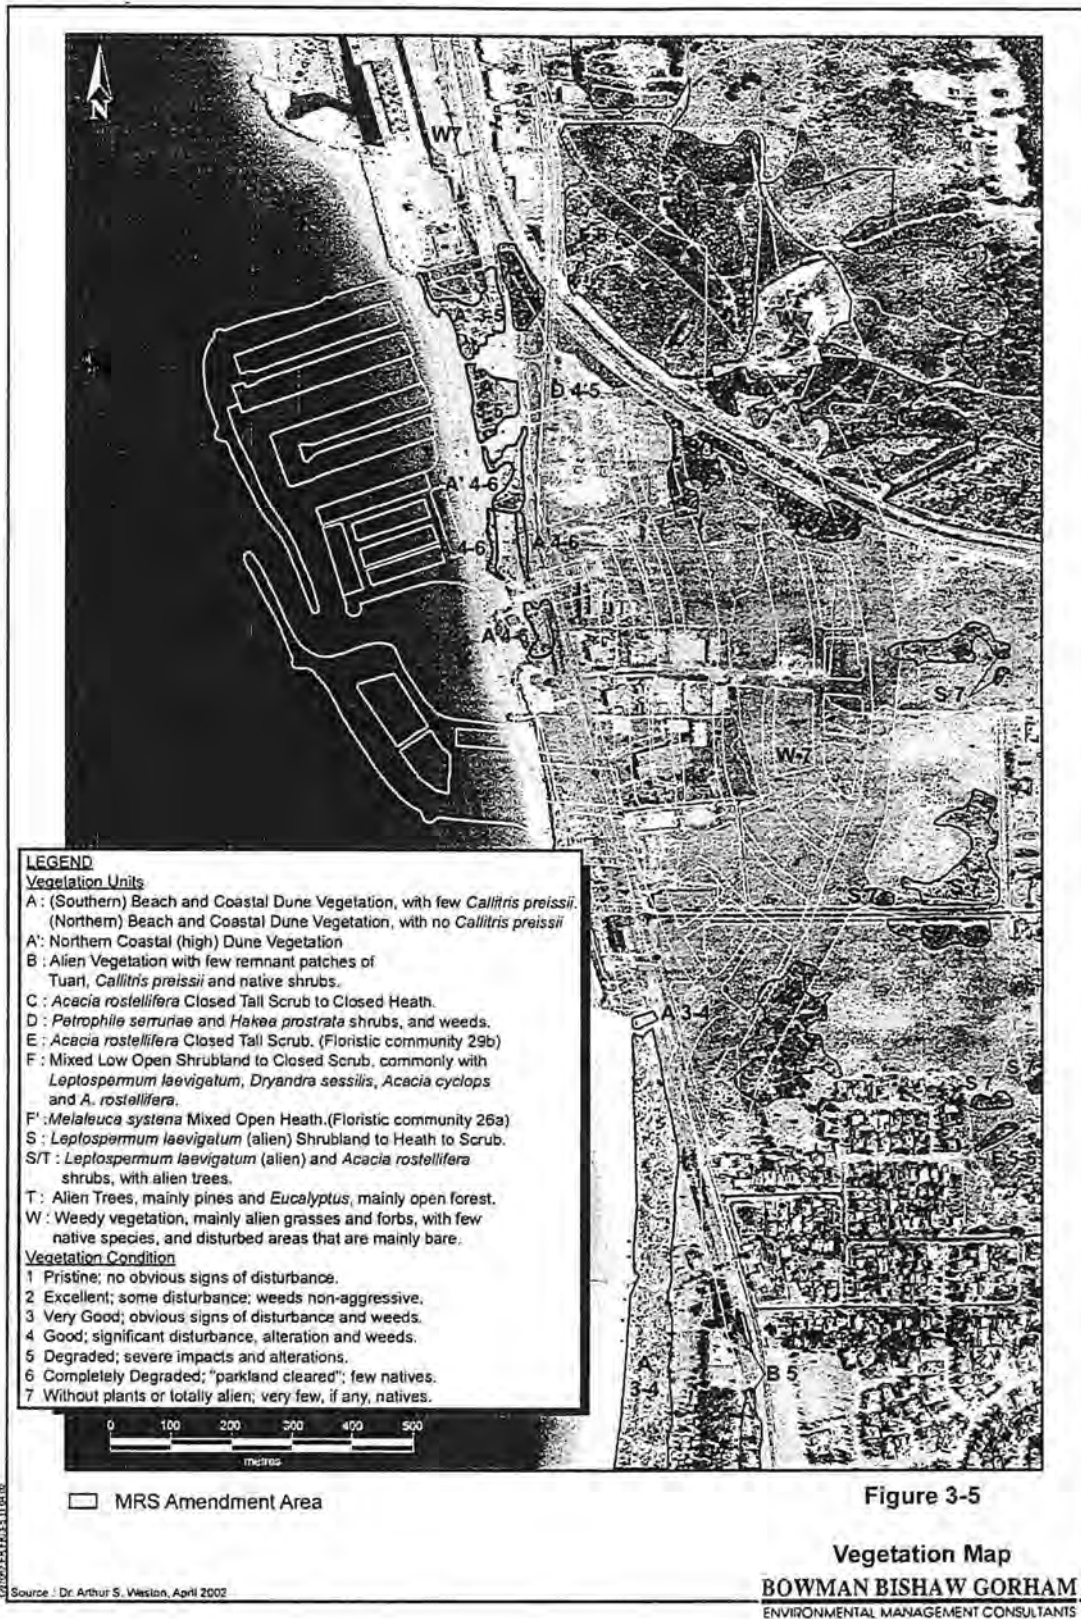 N
W7
A 3-5
A
3-5
D 4-5
A' 4-6
4-6
A 4-6
A' 4-6
T
S 7
W 7
S 7
S 7
A 3-4
S 7
S 7
F 5-6
A
3-4
B 5
LEGEND
Vegetation Units
A : (Southern) Beach and Coastal Dune Vegetation, with few Callitris preissii.
(Northern) Beach and Coastal Dune Vegetation, with no Callitris preissii
A': Northern Coastal (high) Dune Vegetation
B : Alien Vegetation with few remnant patches of
Tuart, Callitris preissii and native shrubs.
C : Acacia rostellifera Closed Tall Scrub to Closed Heath.
D : Petrophile serruriae and Hakea prostrata shrubs, and weeds.
E : Acacia rostellifera Closed Tall Scrub. (Floristic community 29b)
F : Mixed Low Open Shrubland to Closed Scrub, commonly with
Leptospermum laevigatum, Dryandra sessilis, Acacia cyclops
and A. rostellifera.
F' : Melaleuca systena Mixed Open Heath.(Floristic community 26a)
S : Leptospermum laevigatum (alien) Shrubland to Heath to Scrub.
S/T : Leptospermum laevigatum (alien) and Acacia rostellifera
shrubs, with alien trees.
T : Alien Trees, mainly pines and Eucalyptus, mainly open forest.
W : Weedy vegetation, mainly alien grasses and forbs, with few
native species, and disturbed areas that are mainly bare.
Vegetation Condition
1 Pristine; no obvious signs of disturbance.
2 Excellent; some disturbance; weeds non-aggressive.
3 Very Good; obvious signs of disturbance and weeds.
4 Good; significant disturbance, alteration and weeds.
5 Degraded; severe impacts and alterations.
6 Completely Degraded; "parkland cleared"; few natives.
7 Without plants or totally alien; very few, if any, natives.
0 100 200 300 400 500
metres
MRS Amendment Area
Figure 3-5
Vegetation Map
BOWMAN BISHAW GORHAM
ENVIRONMENTAL MANAGEMENT CONSULTANTS
Source : Dr. Arthur S. Weston, April 2002